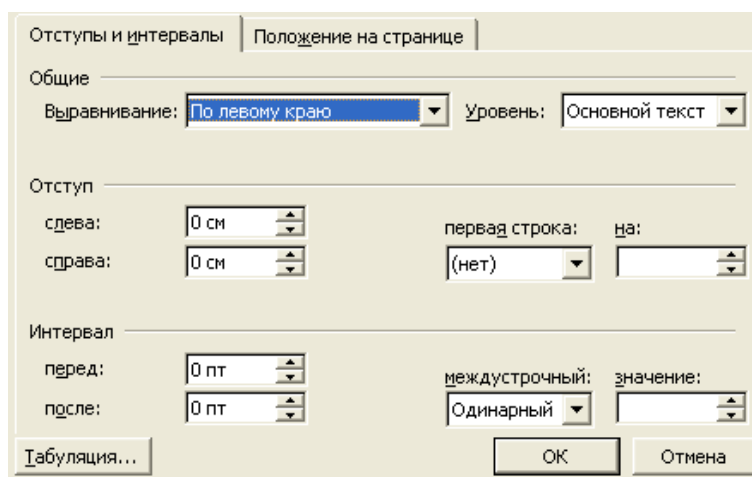 Отступы и интервалы Положение на странице
Общие
Выравнивание: По левому краю Уровень: Основной текст
Отступ
слева: 0 см первая строка: на:
справа: 0 см (нет)
Интервал
перед: 0 пт междустрочный: значение:
после: 0 пт Одинарный
Табуляция... ОК Отмена